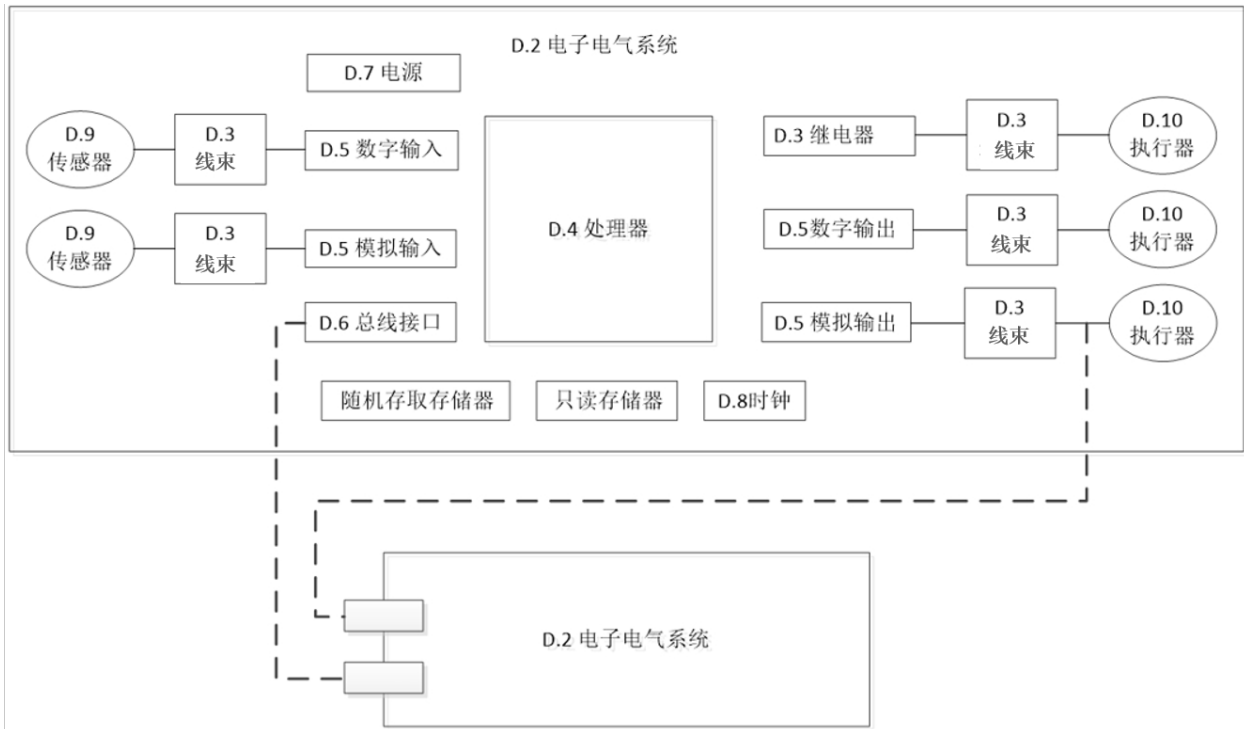 D.2 电子电气系统
D.7 电源
D.9
传感器
D.3
线束
D.5 数字输入
D.9
传感器
D.3
线束
D.5 模拟输入
D.6 总线接口
D.4 处理器
D.3 继电器
D.3
线束
D.10
执行器
D.5数字输出
D.3
线束
D.10
执行器
D.5 模拟输出
D.3
线束
D.10
执行器
随机存取存储器
只读存储器
D.8时钟
D.2 电子电气系统